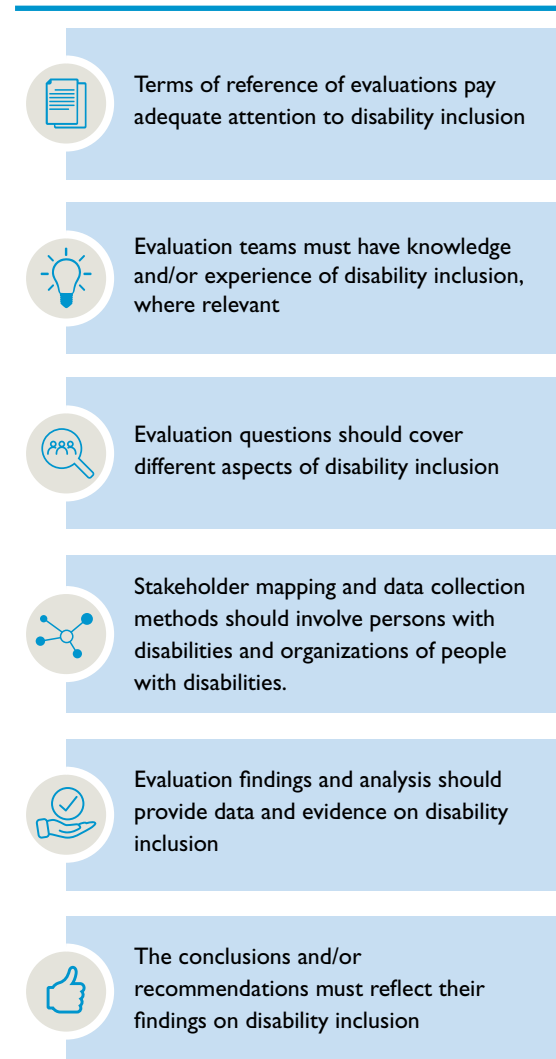 Terms of reference of evaluations pay
adequate attention to disability inclusion
Evaluation teams must have knowledge
and/or experience of disability inclusion,
where relevant
Evaluation questions should cover
different aspects of disability inclusion
Stakeholder mapping and data collection
methods should involve persons with
disabilities and organizations of people
with disabilities.
Evaluation findings and analysis should
provide data and evidence on disability
inclusion
The conclusions and/or
recommendations must reflect their
findings on disability inclusion